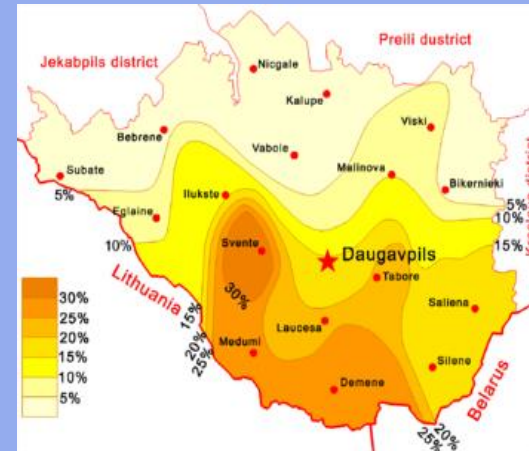 Preili dustrict
Jekabpils district
Nicgale
Kalupe
Bebrene
Viski
Vabole
Malinova
Subate
Bikernieki
5%
Ilukste
5%
Eglaine
10%
10%
Svente
Daugavpils
15%
Lithuania
Tabore
30%
30%
25%
20%
15%
10%
5%
15%
20%
25%
Laucesa
Saliena
Medumi
Silene
Demene
Belarus
20%
25%
district